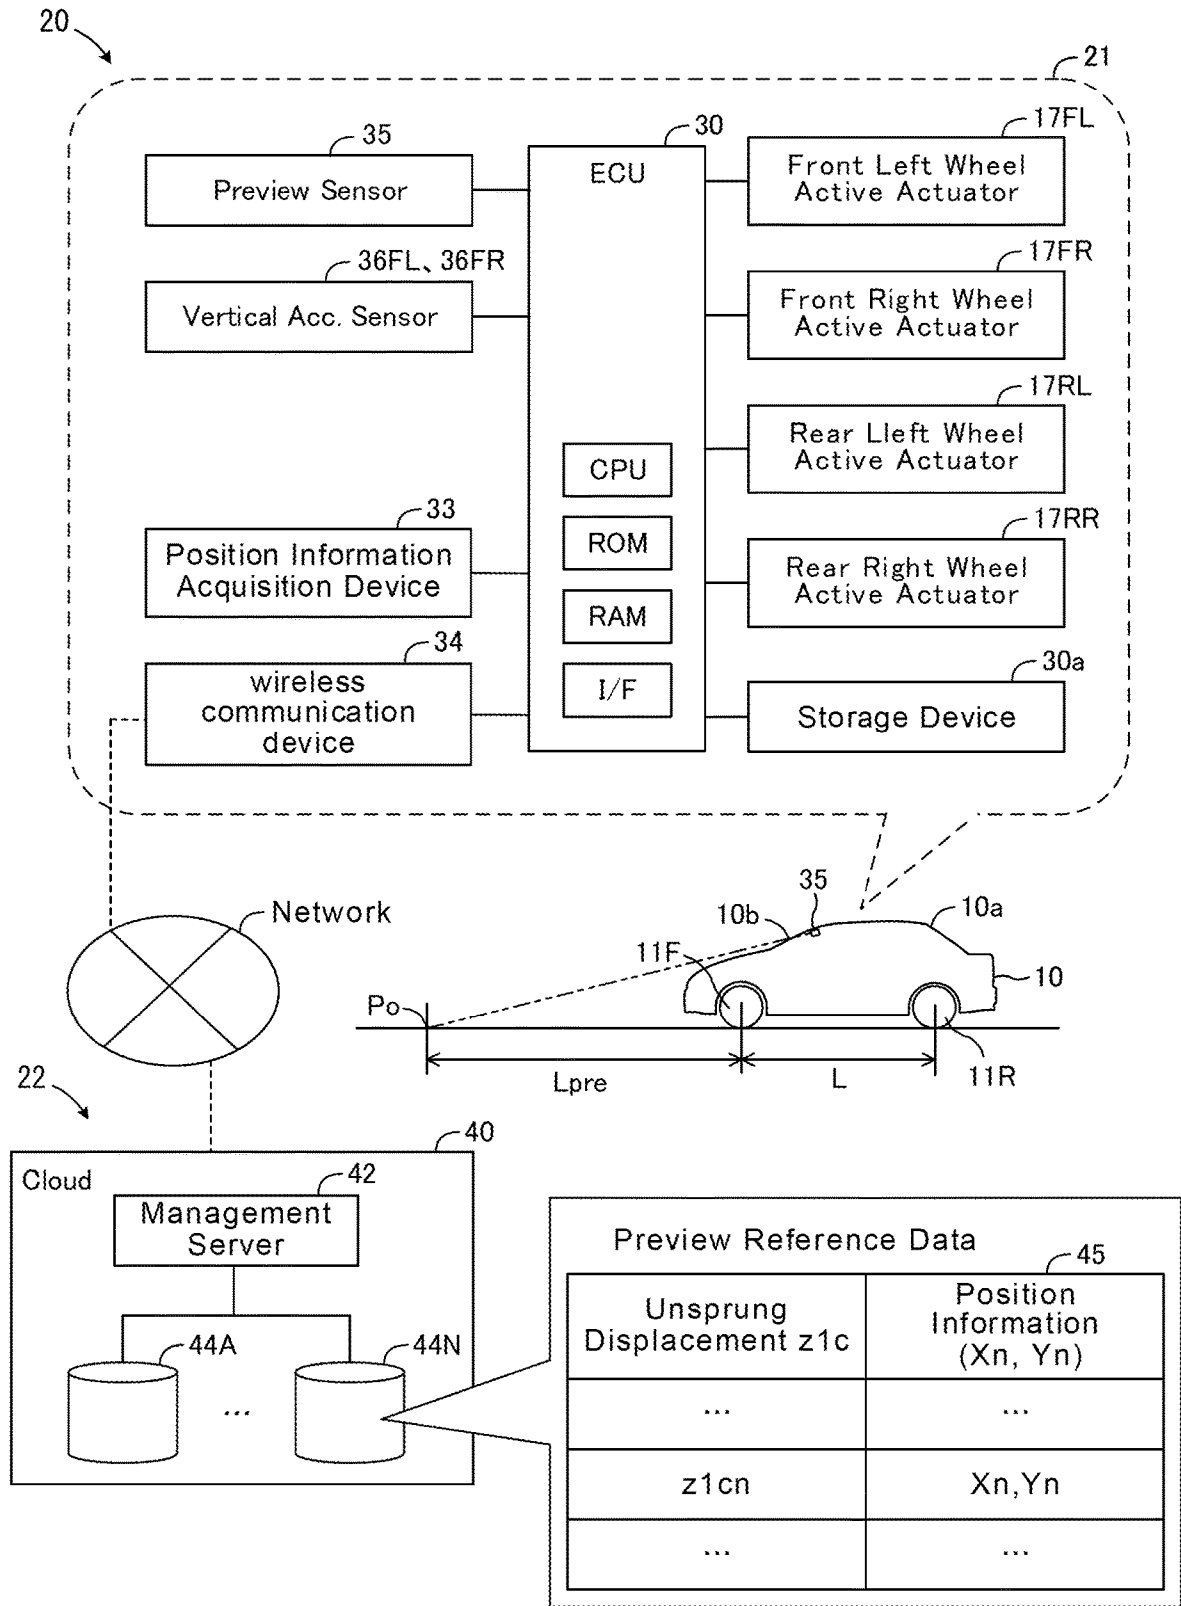 20
21
35
Preview Sensor
36FL、36FR
Vertical Acc. Sensor
33
Position Information
Acquisition Device
34
wireless
communication
device
30
ECU
CPU
ROM
RAM
I/F
17FL
Front Left Wheel
Active Actuator
17FR
Front Right Wheel
Active Actuator
17RL
Rear Lleft Wheel
Active Actuator
17RR
Rear Right Wheel
Active Actuator
30a
Storage Device
Network
35
10b
10a
11F
10
Po
Lpre
L
11R
22
40
Cloud
42
Management
Server
44A
...
44N
Preview Reference Data
45
Unsprung
Displacement z1c
Position
Information
(Xn, Yn)
... ...
z1cn Xn,Yn
... ...